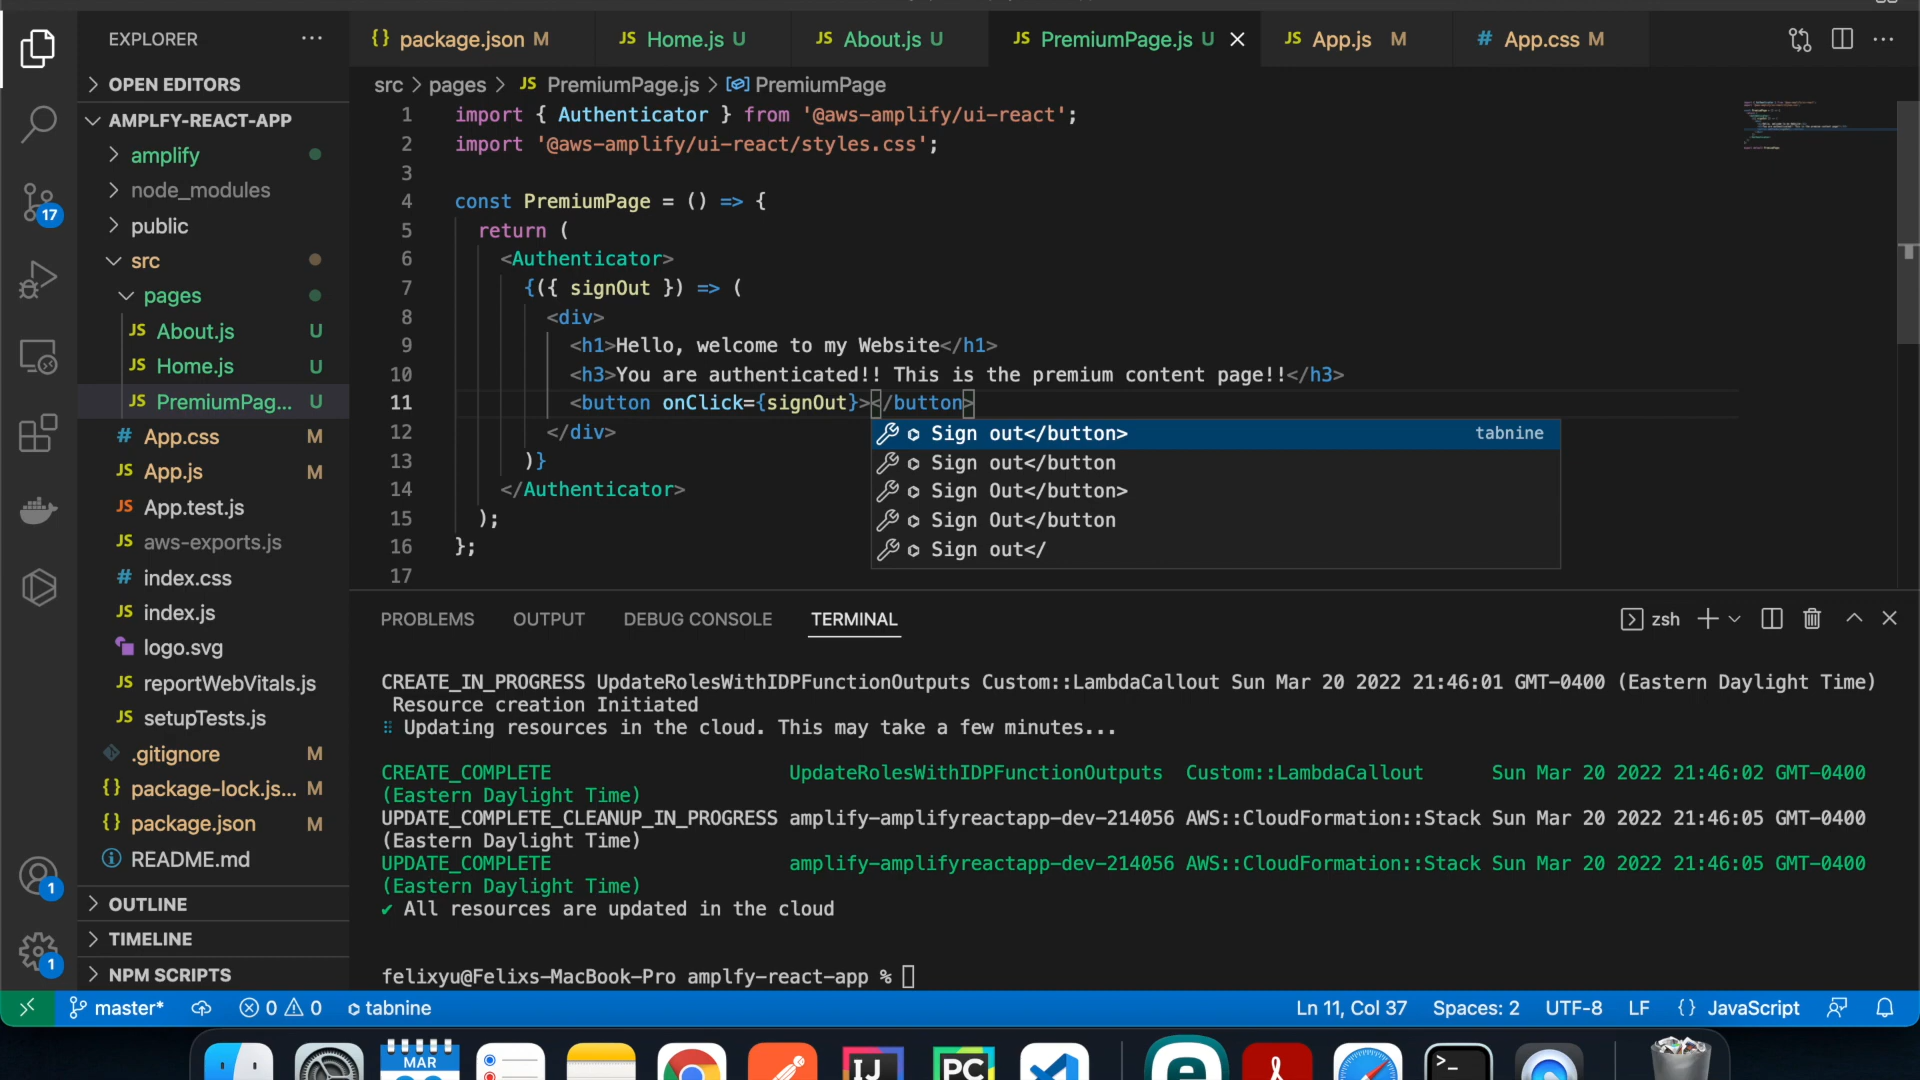 EXPLORER
OPEN EDITORS
AMPLFY-REACT-APP
amplify
node_modules
public
src
pages
JS About.js U
JS Home.js U
JS PremiumPag... U
# App.css M
JS App.js M
JS App.test.js
JS aws-exports.js
# index.css
JS index.js
logo.svg
JS reportWebVitals.js
JS setupTests.js
.gitignore M
{} package-lock.js... M
{} package.json M
README.md
OUTLINE
TIMELINE
NPM SCRIPTS
17
1
1
{} package.json M
JS Home.js U
JS About.js U
JS PremiumPage.js U
JS App.js M
# App.css M
src > pages > JS PremiumPage.js > PremiumPage
1 import { Authenticator } from '@aws-amplify/ui-react';
2 import '@aws-amplify/ui-react/styles.css';
3
4 const PremiumPage = () => {
5 return (
6 <Authenticator>
7 {({ signOut }) => (
8 <div>
9 <h1>Hello, welcome to my Website</h1>
10 <h3>You are authenticated!! This is the premium content page!!</h3>
11 <button onClick={signOut}></button>
12 </div>
13 )}
14 </Authenticator>
15 );
16 };
17
Sign out</button> tabnine
Sign out</button
Sign Out</button>
Sign Out</button
Sign out</
PROBLEMS OUTPUT DEBUG CONSOLE TERMINAL
zsh
CREATE_IN_PROGRESS UpdateRolesWithIDPFunctionOutputs Custom::LambdaCallout Sun Mar 20 2022 21:46:01 GMT-0400 (Eastern Daylight Time)
Resource creation Initiated
⠿ Updating resources in the cloud. This may take a few minutes...
CREATE_COMPLETE UpdateRolesWithIDPFunctionOutputs Custom::LambdaCallout Sun Mar 20 2022 21:46:02 GMT-0400
(Eastern Daylight Time)
UPDATE_COMPLETE_CLEANUP_IN_PROGRESS amplify-amplifyreactapp-dev-214056 AWS::CloudFormation::Stack Sun Mar 20 2022 21:46:05 GMT-0400
(Eastern Daylight Time)
UPDATE_COMPLETE amplify-amplifyreactapp-dev-214056 AWS::CloudFormation::Stack Sun Mar 20 2022 21:46:05 GMT-0400
(Eastern Daylight Time)
✔ All resources are updated in the cloud
felixyu@Felixs-MacBook-Pro amplfy-react-app %
master* 0 0 tabnine
Ln 11, Col 37 Spaces: 2 UTF-8 LF {} JavaScript
MAR
IJ
PC